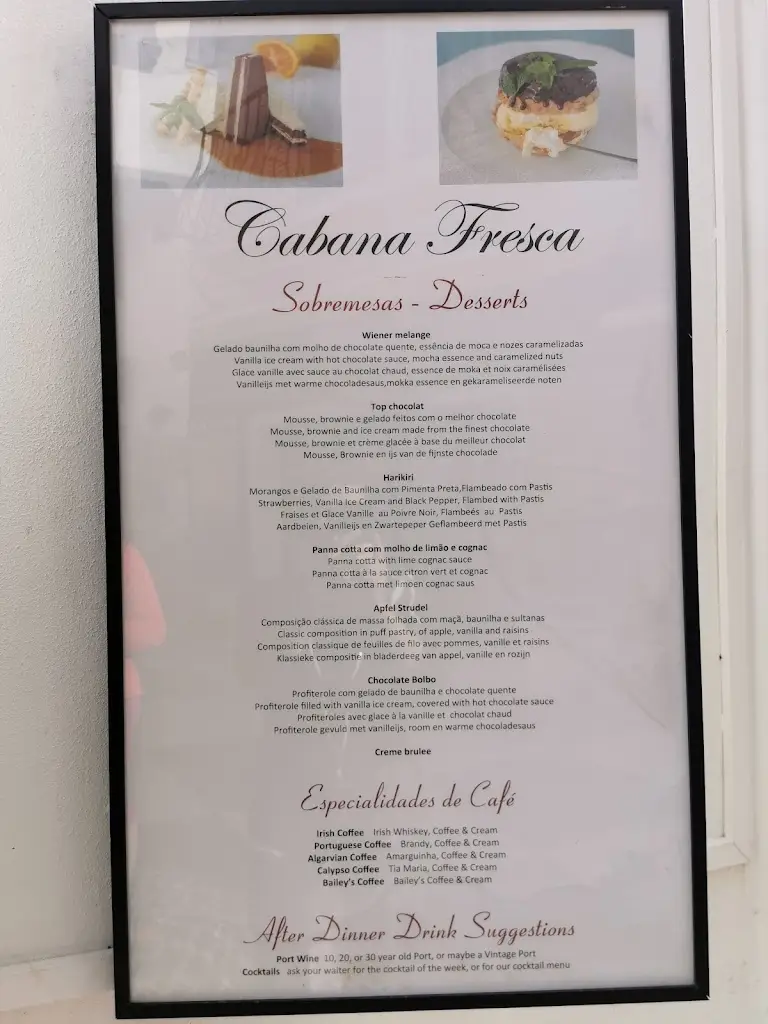 Cabana Fresca
Sobremesas - Desserts
Wiener melange
Gelado baunilha com molho de chocolate quente, essência de moca e nozes caramelizadas
Vanilla ice cream with hot chocolate sauce, mocha essence and caramelized nuts
Glace vanille avec sauce au chocolat chaud, essence de moka et noix caramélisées
Vanilleijs met warme chocoladesaus,mokka essence en gekarameliseerde noten
Top chocolat
Mousse, brownie e gelado feitos com o melhor chocolate
Mousse, brownie and ice cream made from the finest chocolate
Mousse, brownie et crème glacée à base du meilleur chocolat
Mousse, Brownie en ijs van de fijnste chocolade
Harikiri
Morangos e Gelado de Baunilha com Pimenta Preta,Flambeado com Pastis
Strawberries, Vanilla Ice Cream and Black Pepper, Flambed with Pastis
Fraises et Glace Vanille au Poivre Noir, Flambeés au Pastis
Aardbeien, Vanilleijs en Zwartepeper Geflambeerd met Pastis
Panna cotta com molho de limão e cognac
Panna cotta with lime cognac sauce
Panna cotta à la sauce citron vert et cognac
Panna cotta met limoen cognac saus
Apfel Strudel
Composição clássica de massa folhada com maçã, baunilha e sultanas
Classic composition in puff pastry, of apple, vanilla and raisins
Composition classique de feuilles de filo avec pommes, vanille et raisins
Klassieke compositie in bladerdeeg van appel, vanille en rozijn
Chocolate Bolbo
Profiterole com gelado de baunilha e chocolate quente
Profiterole filled with vanilla ice cream, covered with hot chocolate sauce
Profiteroles avec glace à la vanille et chocolat chaud
Profiterole gevuld met vanilleijs, room en warme chocoladesaus
Creme brulee
Especialidades de Café
Irish Coffee Irish Whiskey, Coffee & Cream
Portuguese Coffee Brandy, Coffee & Cream
Algarvian Coffee Amarguinha, Coffee & Cream
Calypso Coffee Tia Maria, Coffee & Cream
Bailey's Coffee Bailey's Coffee & Cream
After Dinner Drink Suggestions
Port Wine 10, 20, or 30 year old Port, or maybe a Vintage Port
Cocktails ask your waiter for the cocktail of the week, or for our cocktail menu